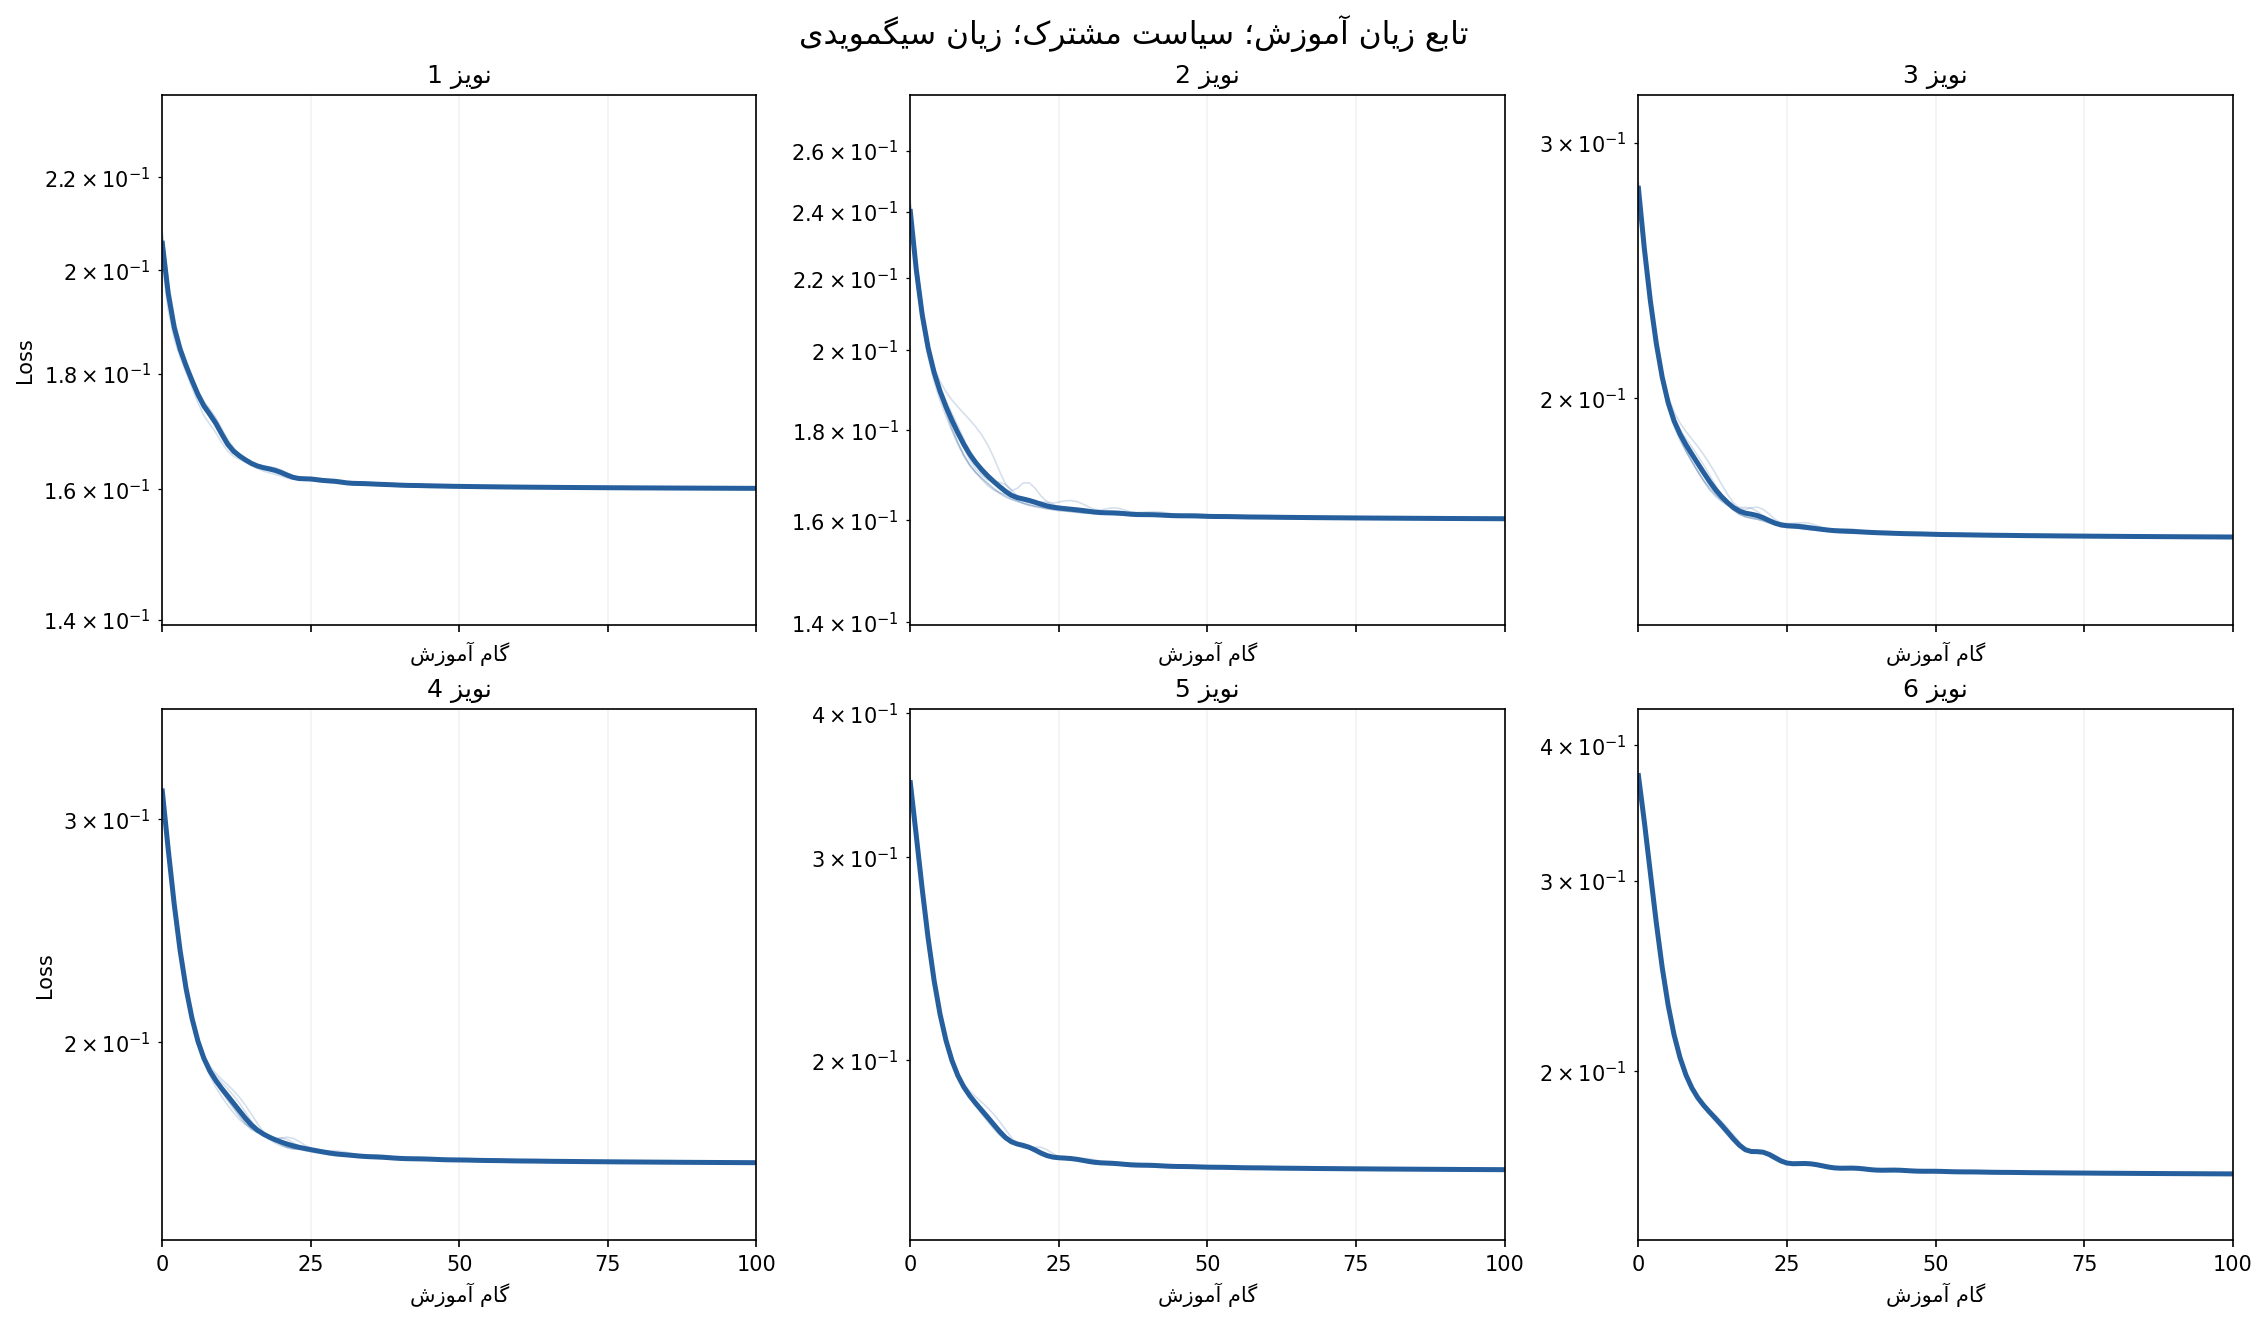 تابع زیان آموزش؛ سیاست مشترک؛ زیان سیگمویدی
نویز 1
2.2 × 10⁻¹
2 × 10⁻¹
1.8 × 10⁻¹
1.6 × 10⁻¹
1.4 × 10⁻¹
Loss
گام آموزش
نویز 2
2.6 × 10⁻¹
2.4 × 10⁻¹
2.2 × 10⁻¹
2 × 10⁻¹
1.8 × 10⁻¹
1.6 × 10⁻¹
1.4 × 10⁻¹
گام آموزش
نویز 3
3 × 10⁻¹
2 × 10⁻¹
گام آموزش
نویز 4
3 × 10⁻¹
2 × 10⁻¹
Loss
0 25 50 75 100
گام آموزش
نویز 5
4 × 10⁻¹
3 × 10⁻¹
2 × 10⁻¹
0 25 50 75 100
گام آموزش
نویز 6
4 × 10⁻¹
3 × 10⁻¹
2 × 10⁻¹
0 25 50 75 100
گام آموزش